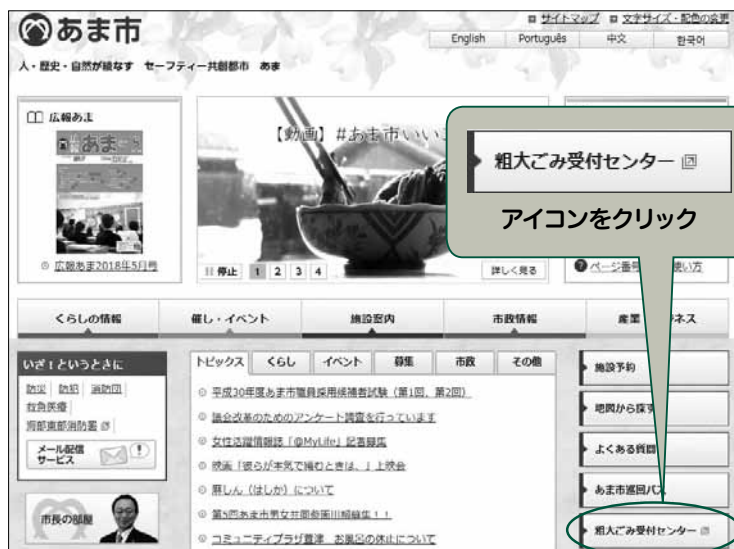 サイトマップ 文字サイズ・配色の変更
あま市
English Português 中文 한국어
人・歴史・自然が綾なす セーフティー共創都市 あま
広報あま
広報あま2018年5月号
【動画】#あま市いいこ
停止 1 2 3 4 詳しく見る
粗大ごみ受付センター
アイコンをクリック
ページ番号 使い方
くらしの情報 催し・イベント 施設案内 市政情報 産業 ネス
いざ!というときに
防災 防犯 消防団
救急医療
海部東部消防署
メール配信
サービス
市長の部屋
トピックス くらし イベント 募集 市政 その他
平成30年度あま市職員採用候補者試験(第1回、第2回)
議会改革のためのアンケート調査を行っています
女性活躍情報誌「@MyLife」記者募集
映画「彼らが本気で編むときは、」上映会
麻しん(はしか)について
第5回あま市男女共同参画川柳募集!!
コミュニティプラザ萱津 お風呂の休止について
施設予約
地図から探す
よくある質問
あま市巡回バス
粗大ごみ受付センター